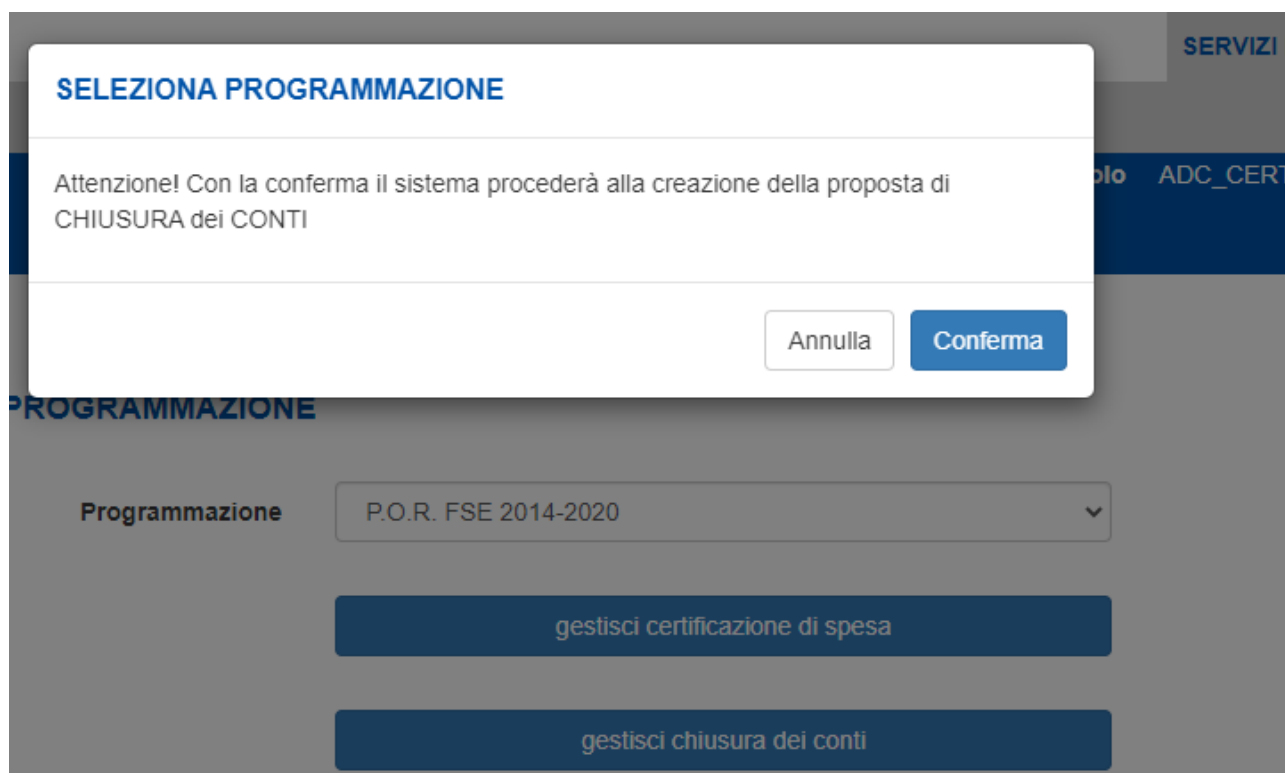 SERVIZI
SELEZIONA PROGRAMMAZIONE
Attenzione! Con la conferma il sistema procederà alla creazione della proposta di
CHIUSURA dei CONTI
olo ADC_CERT
Annulla Conferma
PROGRAMMAZIONE
Programmazione P.O.R. FSE 2014-2020
gestisci certificazione di spesa
gestisci chiusura dei conti